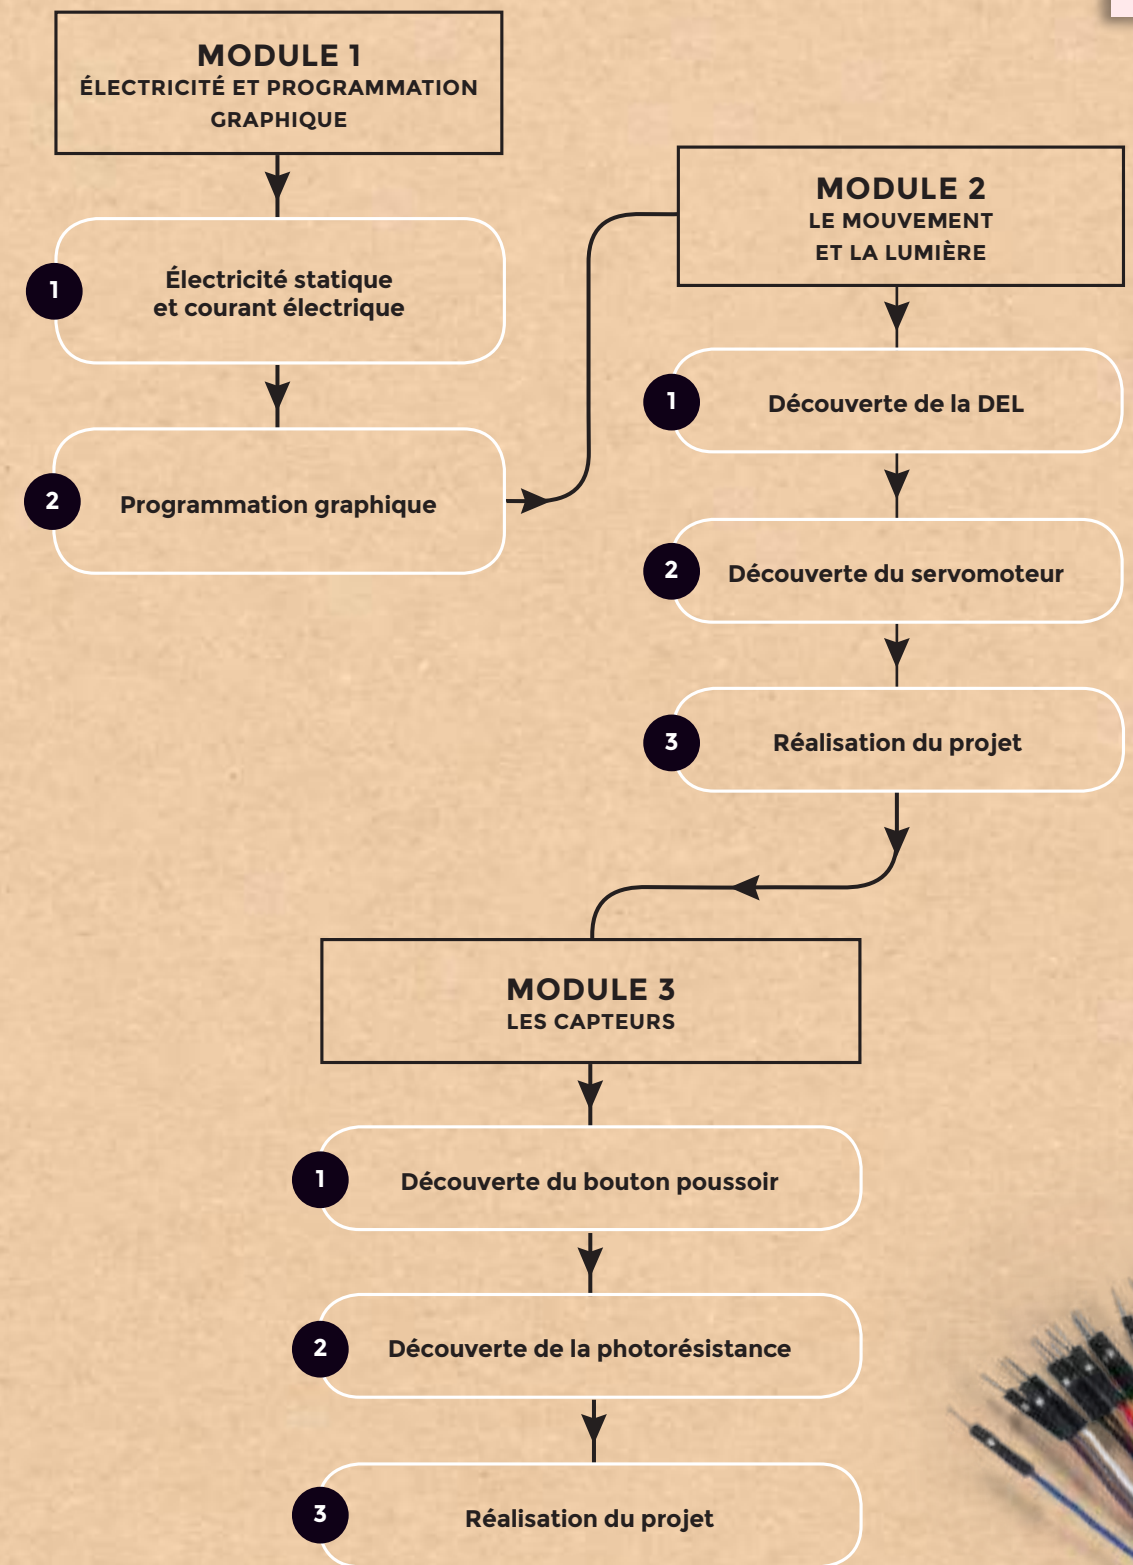 MODULE 1
ÉLECTRICITÉ ET PROGRAMMATION
GRAPHIQUE
1
Électricité statique
et courant électrique
2
Programmation graphique
MODULE 2
LE MOUVEMENT
ET LA LUMIÈRE
1
Découverte de la DEL
2
Découverte du servomoteur
3
Réalisation du projet
MODULE 3
LES CAPTEURS
1
Découverte du bouton poussoir
2
Découverte de la photorésistance
3
Réalisation du projet